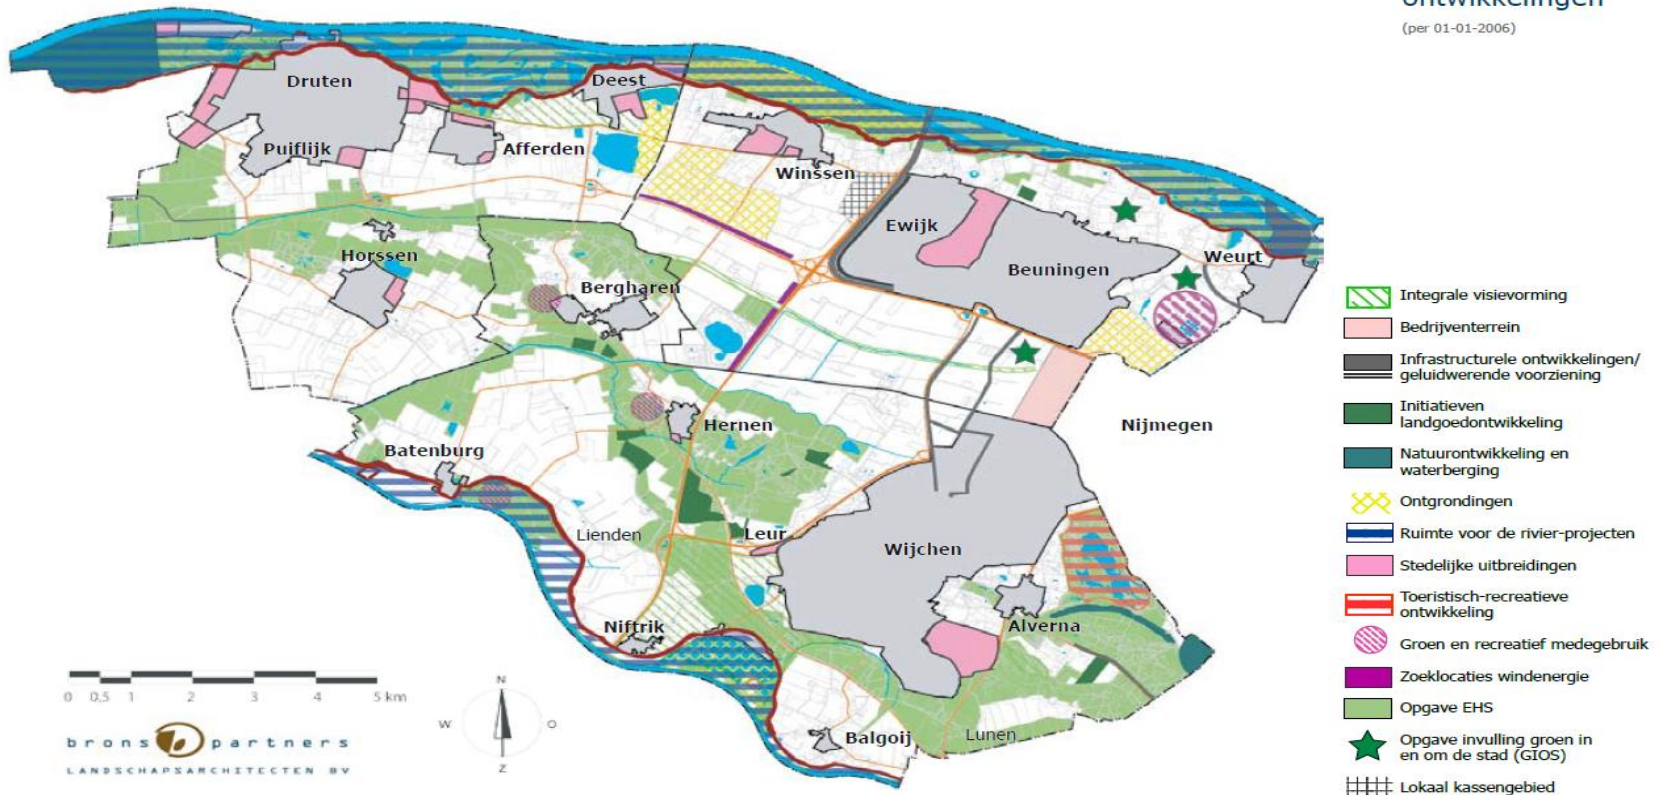 ontwikkelingen
(per 01-01-2006)
Druten
Deest
Puiflijk
Afferden
Winssen
Ewijk
Horssen
Weurt
Beuningen
Bergharen
Integrale visievorming
Bedrijventerrein
Infrastructurele ontwikkelingen/
geluidwerende voorziening
Initiatieven
landgoedontwikkeling
Hernen
Nijmegen
Batenburg
Natuurontwikkeling en
waterberging
Ontgrondingen
Lienden
Leur
Wijchen
Ruimte voor de rivier-projecten
Stedelijke uitbreidingen
Toeristisch-recreatieve
ontwikkeling
Niftrik
Alverna
Groen en recreatief medegebruik
Zoeklocaties windenergie
Opgave EHS
Balgoij
Lunen
Opgave invulling groen in
en om de stad (GIOS)
Lokaal kassengebied
0 0,5 1 2 3 4 5 km
N
W O
Z
brons partners
LANDSCHAPSARCHITECTEN BV